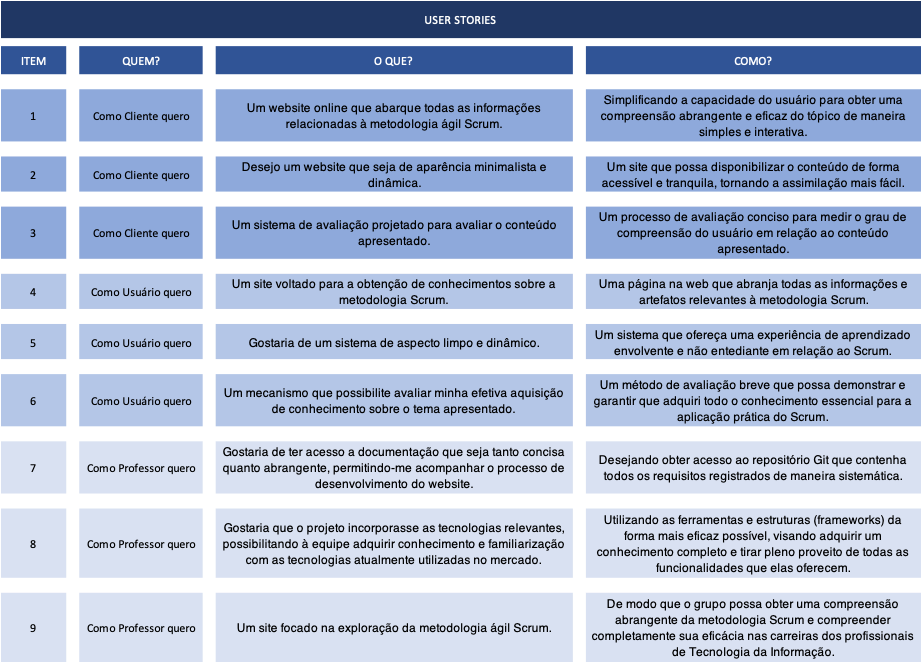 USER STORIES
ITEM
QUEM?
O QUE?
COMO?
1
Como Cliente quero
Um website online que abarque todas as informações
relacionadas à metodologia ágil Scrum.
Simplificando a capacidade do usuário para obter uma
compreensão abrangente e eficaz do tópico de maneira
simples e interativa.
2
Como Cliente quero
Desejo um website que seja de aparência minimalista e
dinâmica.
Um site que possa disponibilizar o conteúdo de forma
acessível e tranquila, tornando a assimilação mais fácil.
3
Como Cliente quero
Um sistema de avaliação projetado para avaliar o conteúdo
apresentado.
Um processo de avaliação conciso para medir o grau de
compreensão do usuário em relação ao conteúdo
apresentado.
4
Como Usuário quero
Um site voltado para a obtenção de conhecimentos sobre a
metodologia Scrum.
Uma página na web que abranja todas as informações e
artefatos relevantes à metodologia Scrum.
5
Como Usuário quero
Gostaria de um sistema de aspecto limpo e dinâmico.
Um sistema que ofereça uma experiência de aprendizado
envolvente e não entediante em relação ao Scrum.
6
Como Usuário quero
Um mecanismo que possibilite avaliar minha efetiva aquisição
de conhecimento sobre o tema apresentado.
Um método de avaliação breve que possa demonstrar e
garantir que adquiri todo o conhecimento essencial para a
aplicação prática do Scrum.
7
Como Professor quero
Gostaria de ter acesso a documentação que seja tanto concisa
quanto abrangente, permitindo-me acompanhar o processo de
desenvolvimento do website.
Desejando obter acesso ao repositório Git que contenha
todos os requisitos registrados de maneira sistemática.
8
Como Professor quero
Gostaria que o projeto incorporasse as tecnologias relevantes,
possibilitando à equipe adquirir conhecimento e familiarização
com as tecnologias atualmente utilizadas no mercado.
Utilizando as ferramentas e estruturas (frameworks) da
forma mais eficaz possível, visando adquirir um
conhecimento completo e tirar pleno proveito de todas as
funcionalidades que elas oferecem.
9
Como Professor quero
Um site focado na exploração da metodologia ágil Scrum.
De modo que o grupo possa obter uma compreensão
abrangente da metodologia Scrum e compreender
completamente sua eficácia nas carreiras dos profissionais
de Tecnologia da Informação.